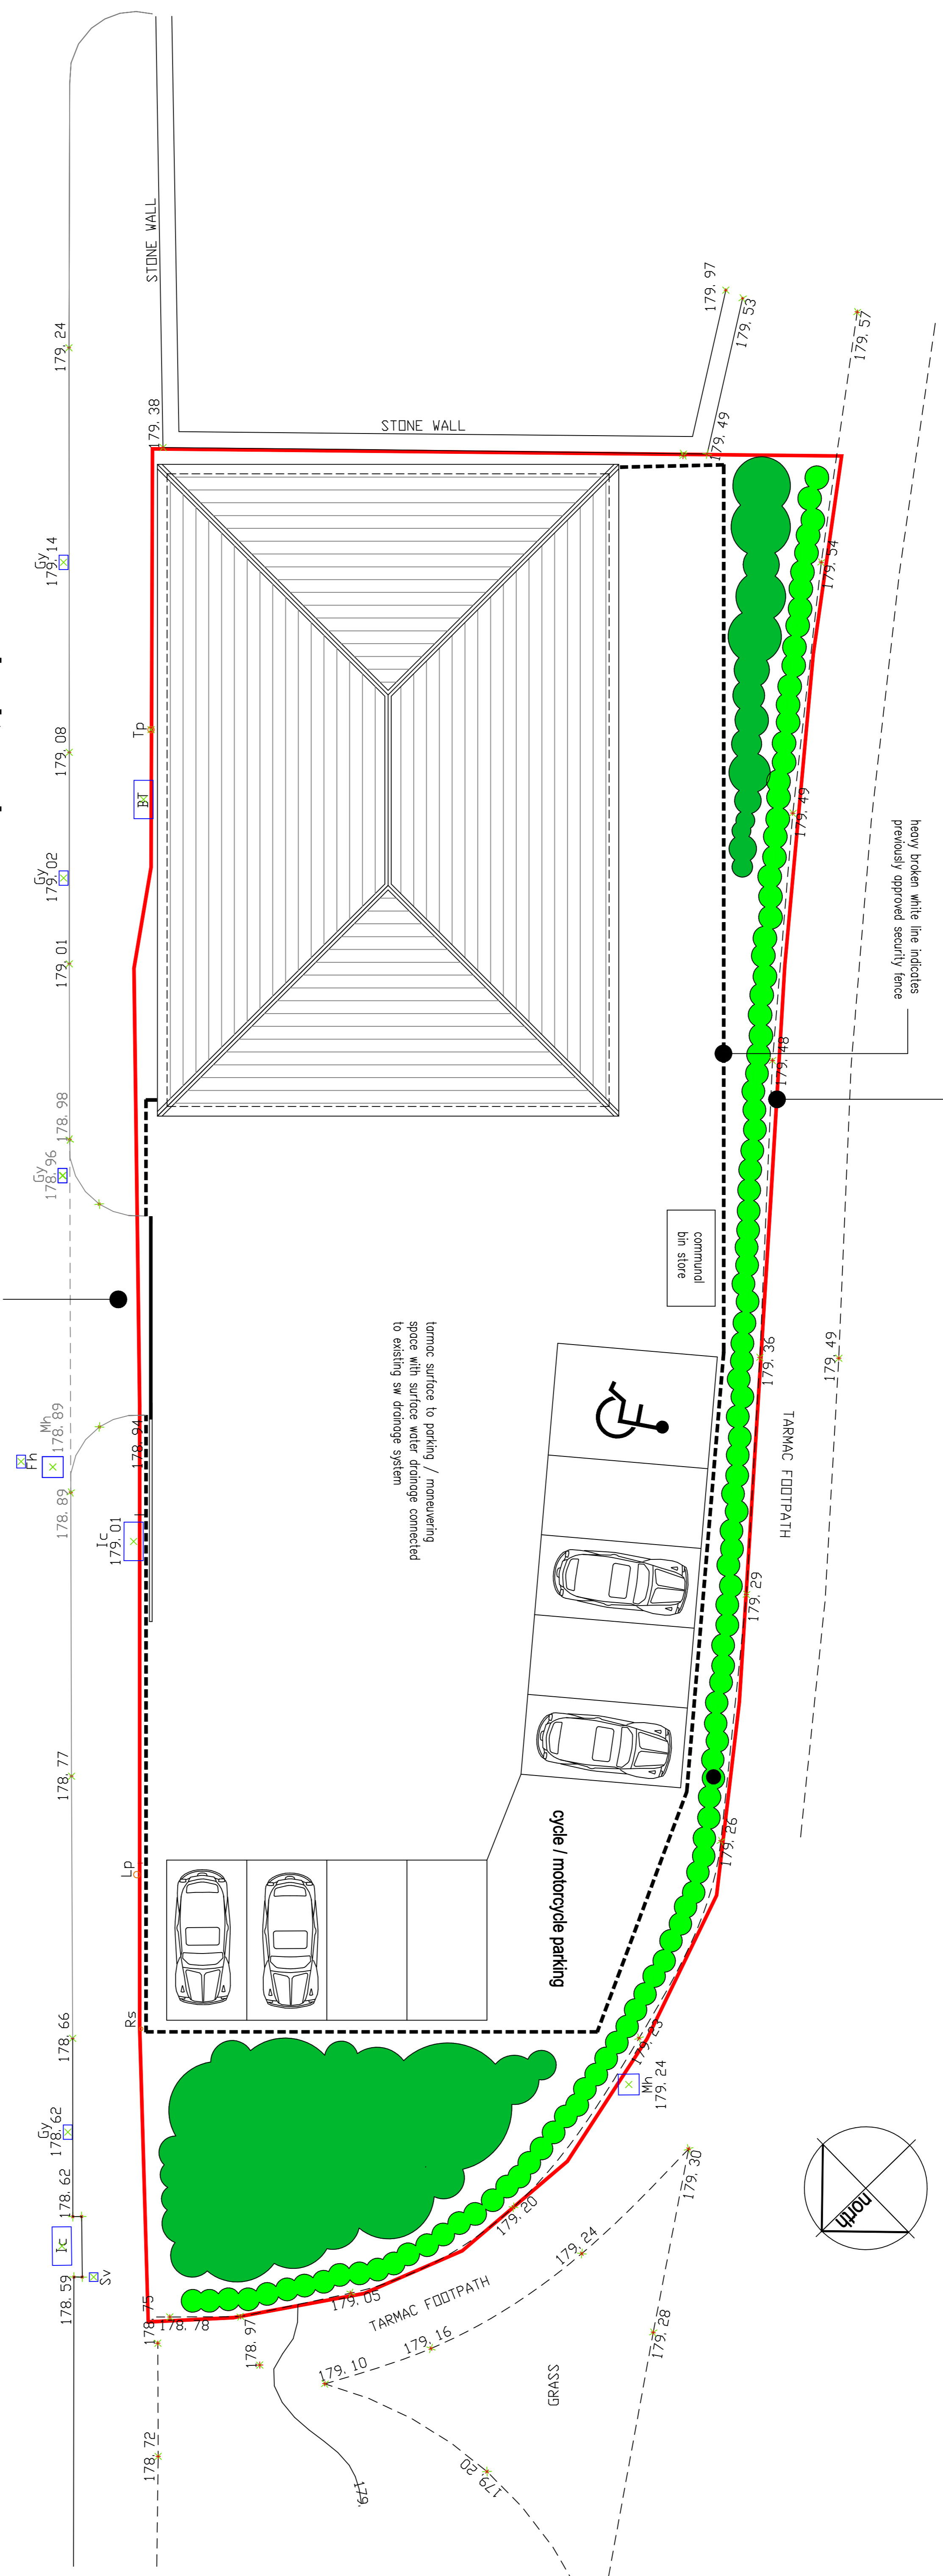 STONE WALL
179.24
179.38
STONE WALL
179.97
179.53
179.57
179.49
Gy
179.14
179.54
Tp
179.08
BT
179.49
heavy broken white line indicates
previously approved security fence
Gy
179.02
179.01
179.48
178.98
Gy
178.96
communal
bin store
tarmac surface to parking / maneuvering
space with surface water drainage connected
to existing sw drainage system
179.36
179.49
TARMAC FOOTPATH
Mh
178.89
Fh
178.94
178.89
Ic
179.01
179.29
178.77
cycle / motorcycle parking
179.26
Lp
Rs
178.66
179.23
Mh
179.24
Gy
178.62
178.62
Ic
178.59
Sv
north
179.30
179.20
179.24
179.05
TARMAC FOOTPATH
178.75
178.78
178.97
179.16
179.10
179.28
GRASS
178.72
179.20
179.